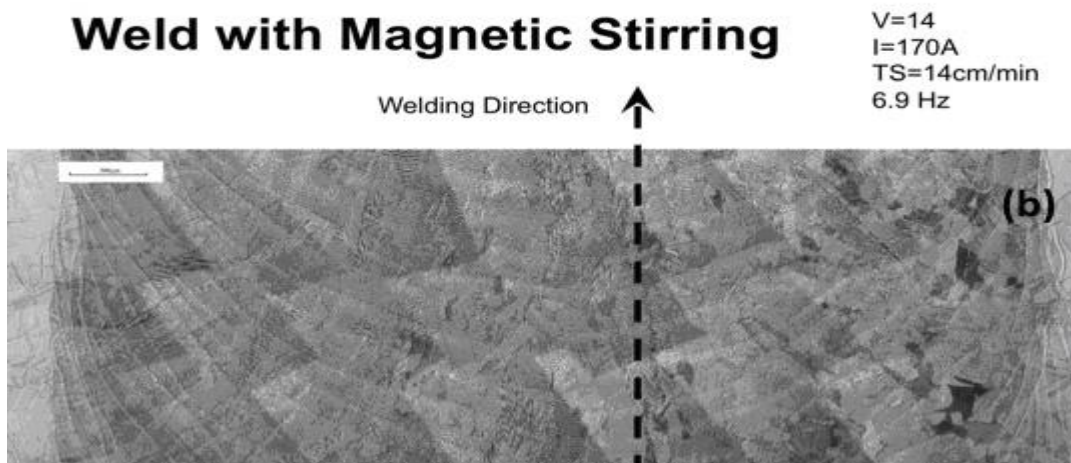 Weld with Magnetic Stirring
V=14
I=170A
TS=14cm/min
6.9 Hz
Welding Direction
(b)